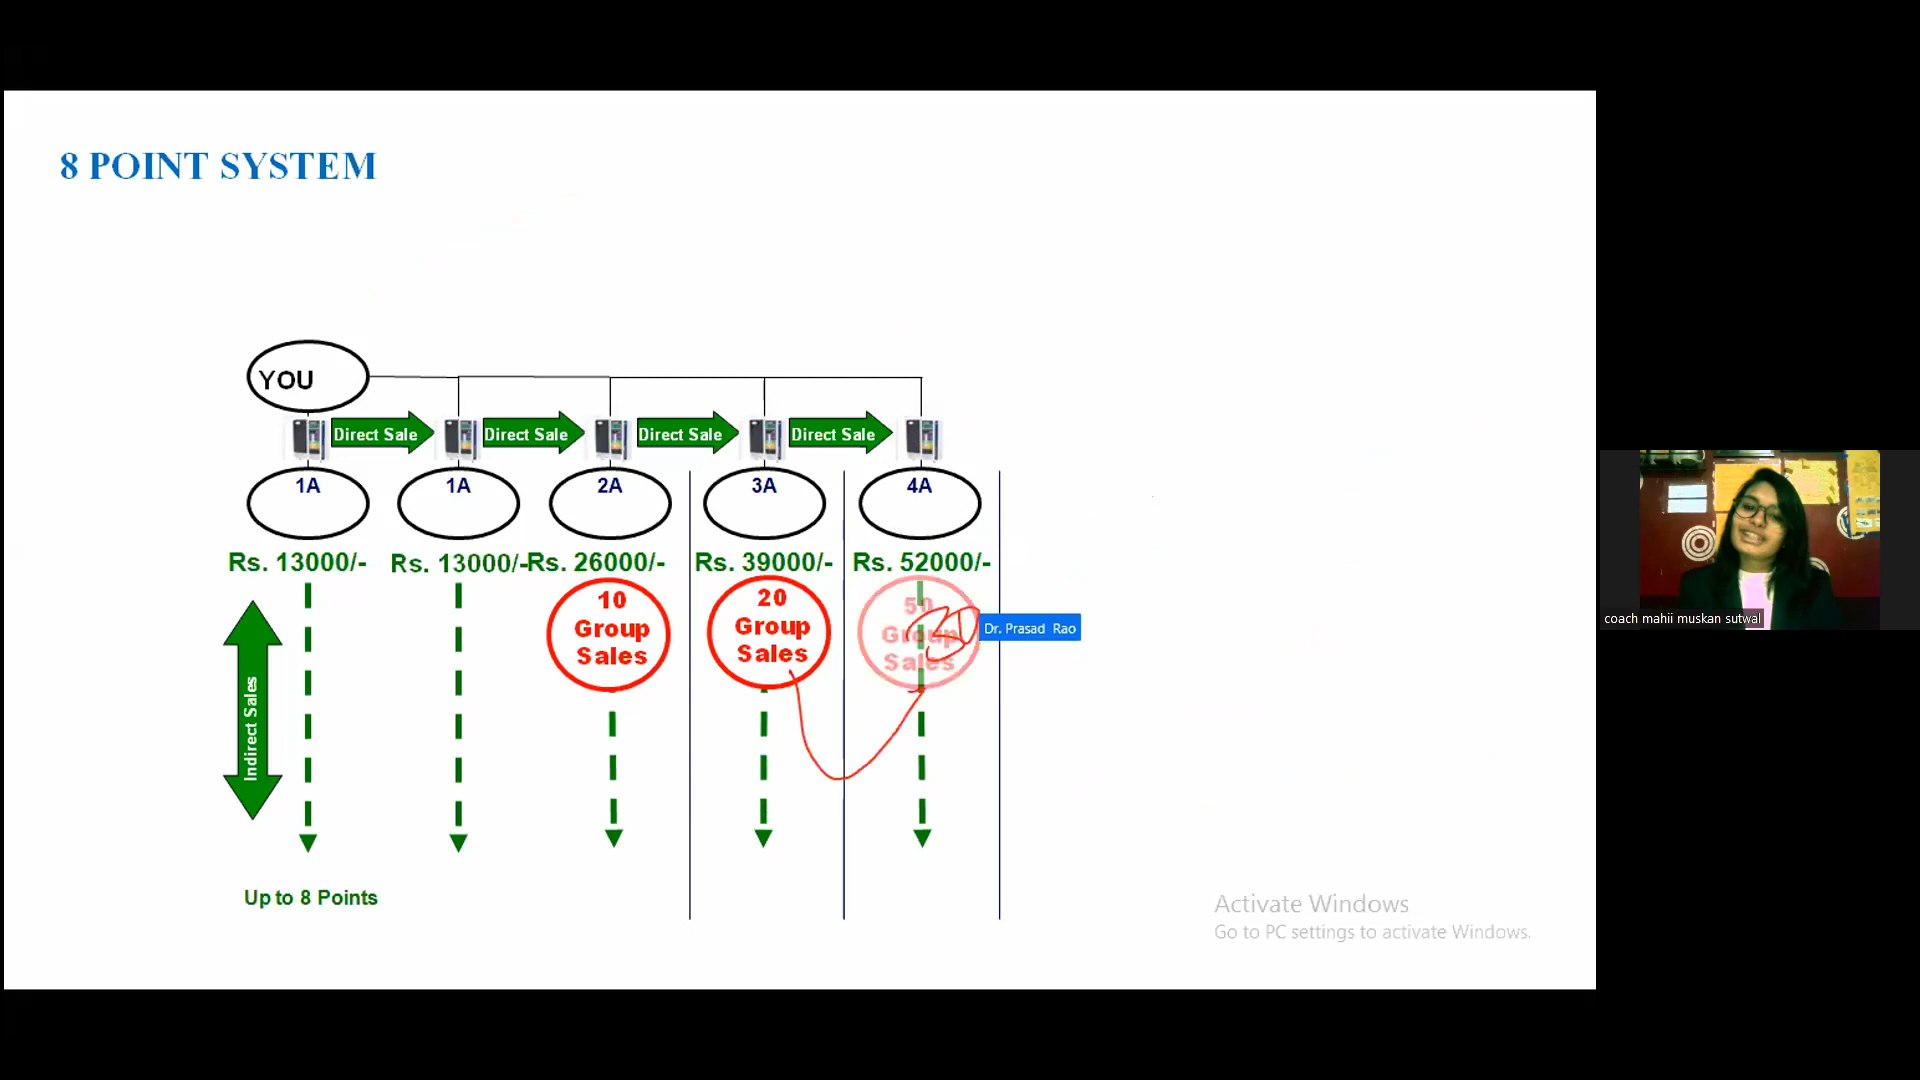 8 POINT SYSTEM
YOU
Direct Sale Direct Sale Direct Sale Direct Sale
1A 1A 2A 3A 4A
Rs. 13000/- Rs. 13000/- Rs. 26000/- Rs. 39000/- Rs. 52000/-
10 Group Sales
20 Group Sales
50 Group Sales
30
Dr. Prasad Rao
coach mahii muskan sutwal
Indirect Sales
Up to 8 Points
Activate Windows
Go to PC settings to activate Windows.